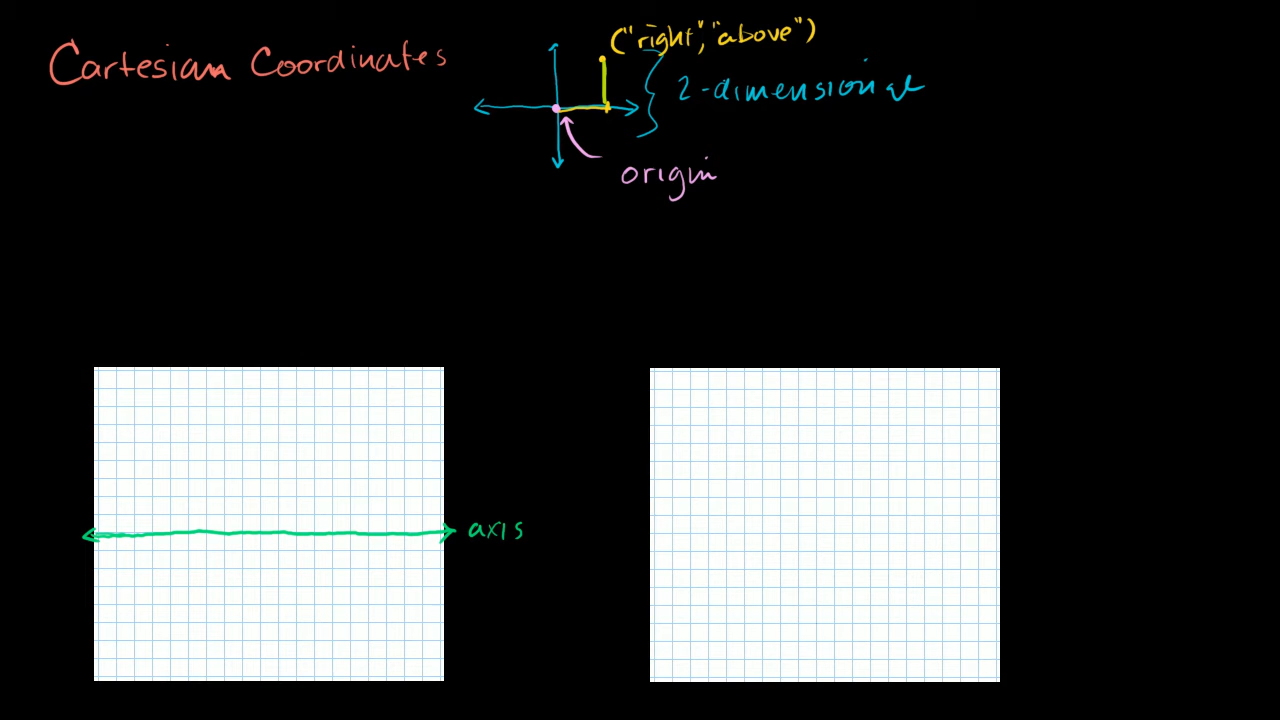 Cartesian Coordinates
("right", "above")
2-dimensional
origin
axis